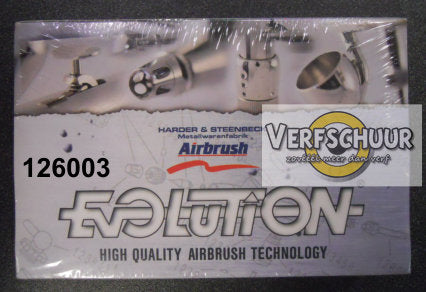 HARDER & STEENBECK
Metallwarenfabrik
Airbrush
VERFSCHUUR
zoveel meer dan verf
126003
EVOLUTION
HIGH QUALITY AIRBRUSH TECHNOLOGY